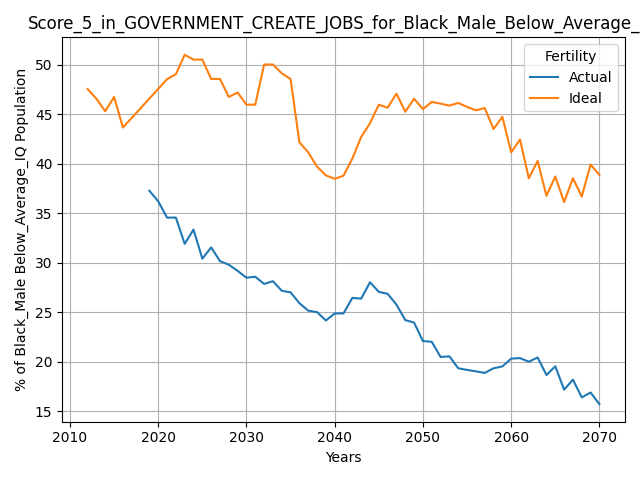 Score_5_in_GOVERNMENT_CREATE_JOBS_for_Black_Male_Below_Average_
Fertility
Actual
Ideal
% of Black_Male Below_Average_IQ Population
50
45
40
35
30
25
20
15
2010 2020 2030 2040 2050 2060 2070
Years